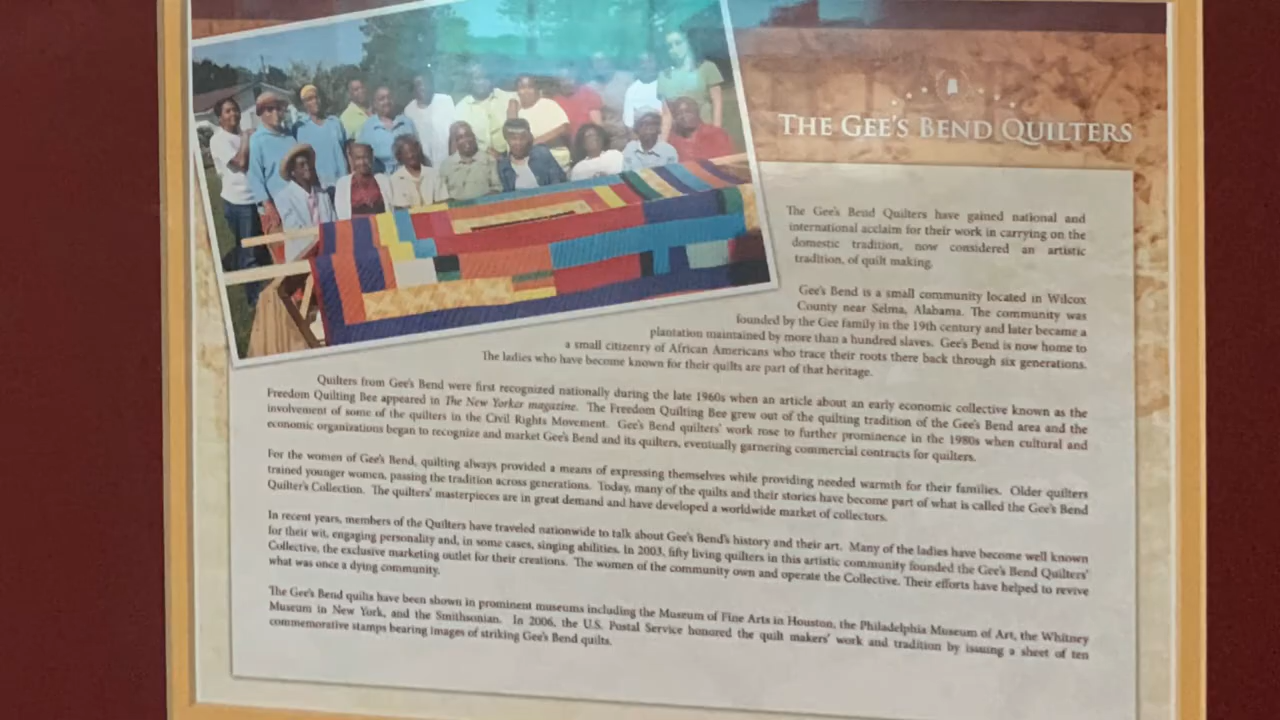 THE GEE'S BEND QUILTERS
The Gee's Bend Quilters have gained national and
international acclaim for their work in carrying on the
domestic tradition, now considered an artistic
tradition, of quilt making.
Gee's Bend is a small community located in Wilcox
County near Selma, Alabama. The community was
founded by the Gee family in the 19th century and later became a
plantation maintained by more than a hundred slaves. Gee's Bend is now home to
a small citizenry of African Americans who trace their roots there back through six generations.
The ladies who have become known for their quilts are part of that heritage.
Quilters from Gee's Bend were first recognized nationally during the late 1960s when an article about an early economic collective known as the
Freedom Quilting Bee appeared in The New Yorker magazine. The Freedom Quilting Bee grew out of the quilting tradition of the Gee's Bend area and the
involvement of some of the quilters in the Civil Rights Movement. Gee's Bend quilters' work rose to further prominence in the 1980s when cultural and
economic organizations began to recognize and market Gee's Bend and its quilters, eventually garnering commercial contracts for quilters.
For the women of Gee's Bend, quilting always provided a means of expressing themselves while providing needed warmth for their families. Older quilters
trained younger women, passing the tradition across generations. Today, many of the quilts and their stories have become part of what is called the Gee's Bend
Quilter's Collection. The quilters' masterpieces are in great demand and have developed a worldwide market of collectors.
In recent years, members of the Quilters have traveled nationwide to talk about Gee's Bend's history and their art. Many of the ladies have become well known
for their wit, engaging personality and, in some cases, singing abilities. In 2003, fifty living quilters in this artistic community founded the Gee's Bend Quilters'
Collective, the exclusive marketing outlet for their creations. The women of the community own and operate the Collective. Their efforts have helped to revive
what was once a dying community.
The Gee's Bend quilts have been shown in prominent museums including the Museum of Fine Arts in Houston, the Philadelphia Museum of Art, the Whitney
Museum in New York, and the Smithsonian. In 2006, the U.S. Postal Service honored the quilt makers' work and tradition by issuing a sheet of ten
commemorative stamps bearing images of striking Gee's Bend quilts.